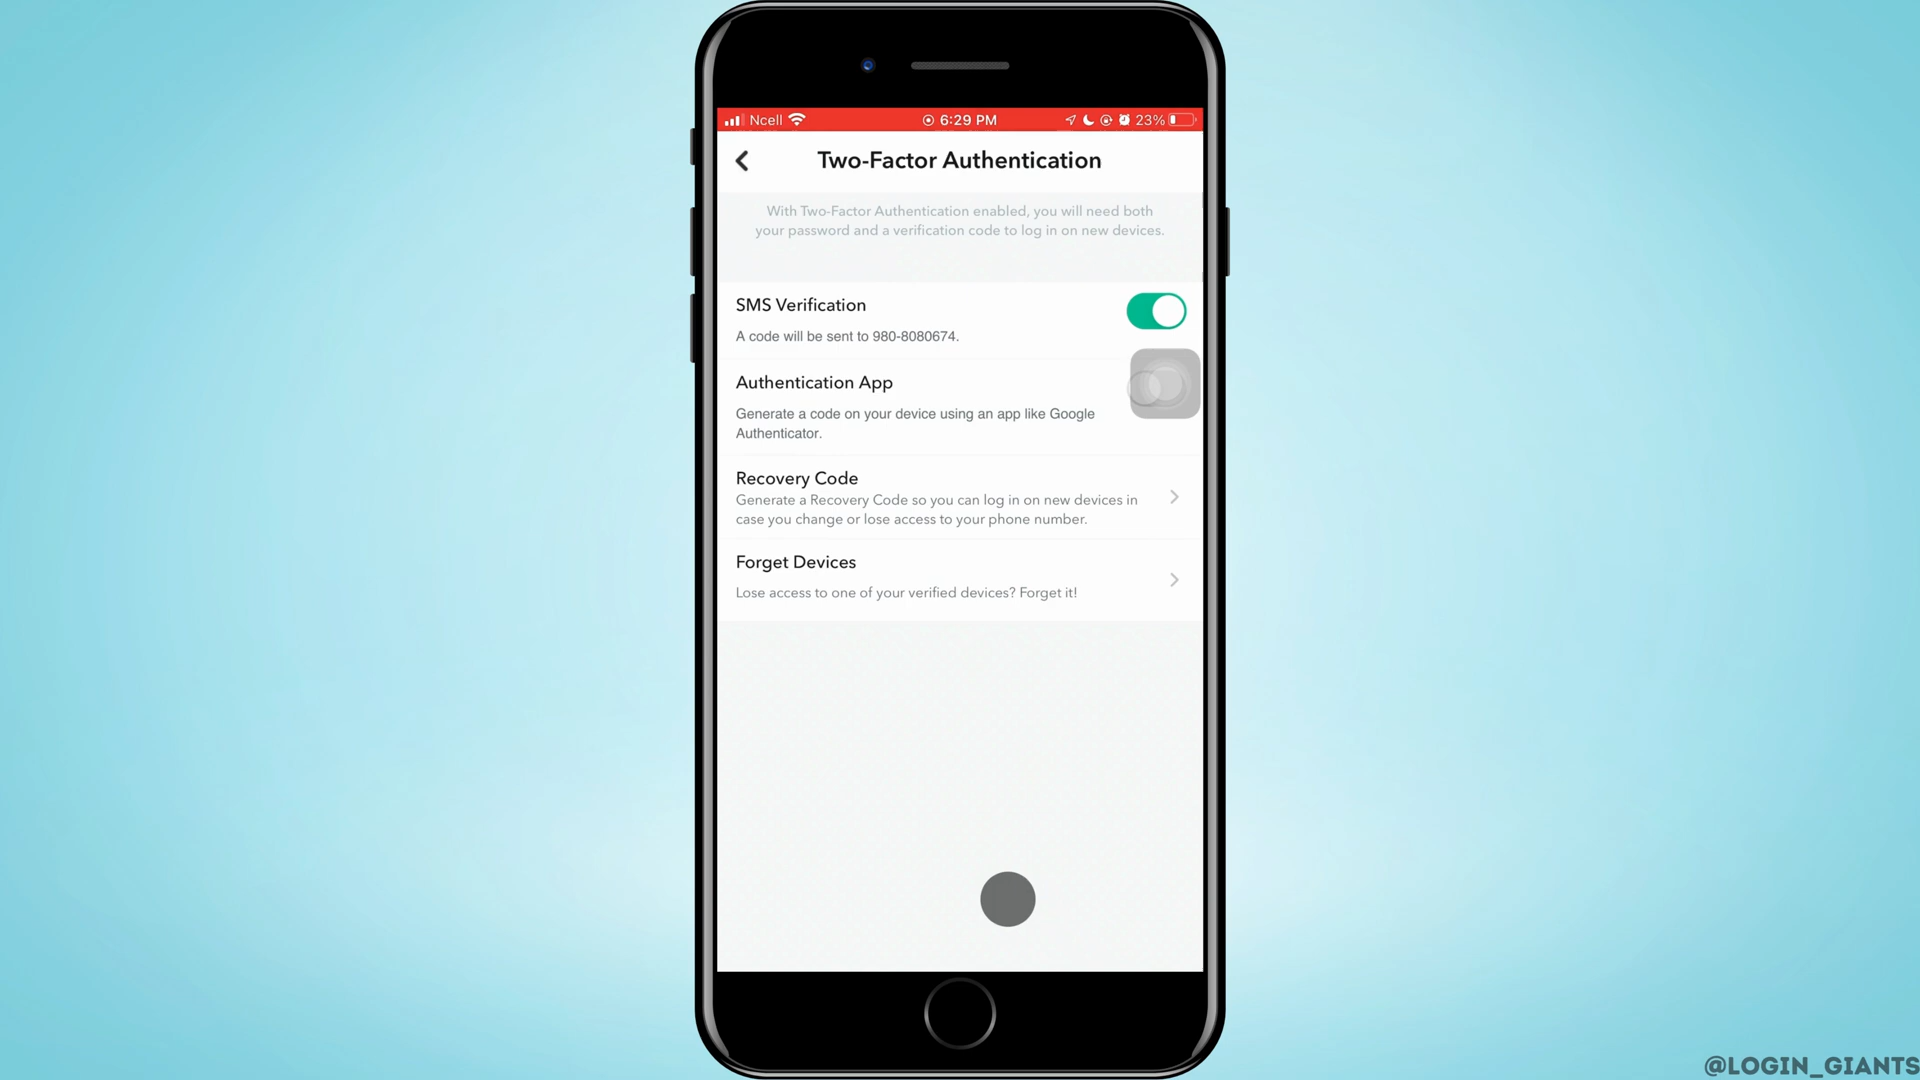 Ncell 6:29 PM 23%
Two-Factor Authentication
With Two-Factor Authentication enabled, you will need both
your password and a verification code to log in on new devices.
SMS Verification
A code will be sent to 980-8080674.
Authentication App
Generate a code on your device using an app like Google
Authenticator.
Recovery Code
Generate a Recovery Code so you can log in on new devices in
case you change or lose access to your phone number.
Forget Devices
Lose access to one of your verified devices? Forget it!
@LOGIN_GIANTS